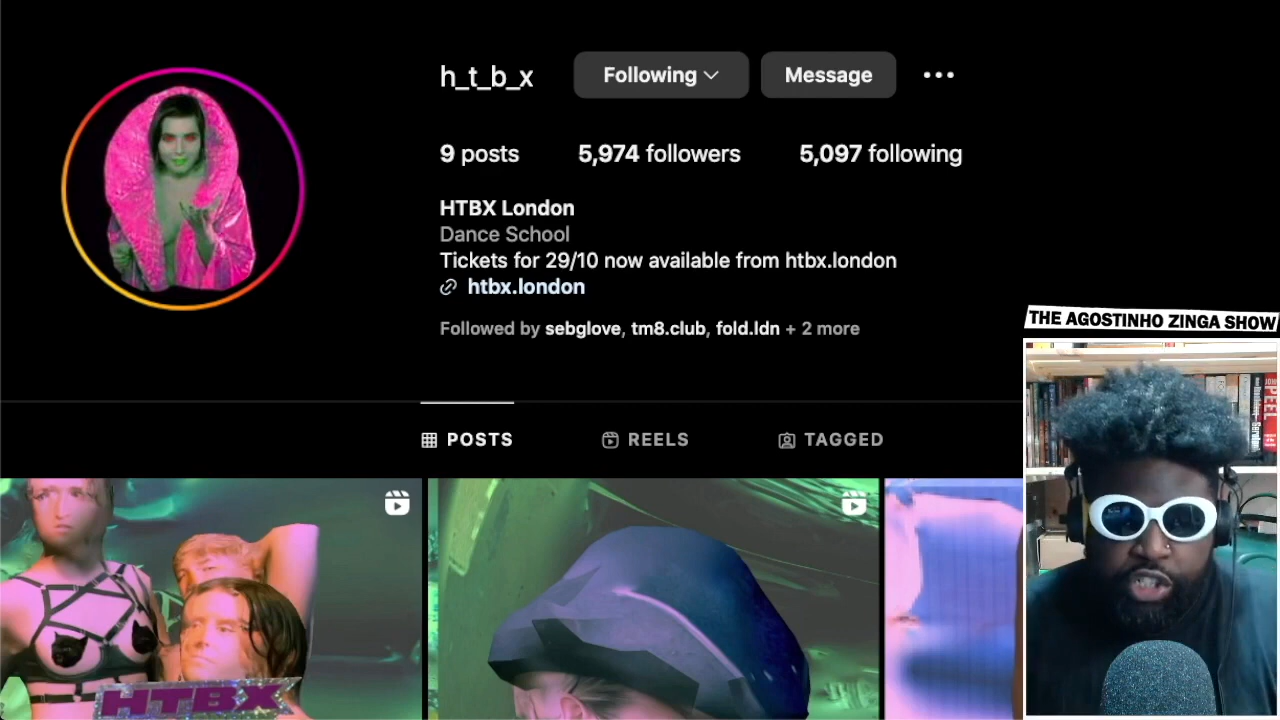 h_t_b_x Following Message
9 posts 5,974 followers 5,097 following
HTBX London
Dance School
Tickets for 29/10 now available from htbx.london
htbx.london
Followed by sebglove, tm8.club, fold.ldn + 2 more
THE AGOSTINHO ZINGA SHOW
POSTS REELS TAGGED
PEEL
HTBX